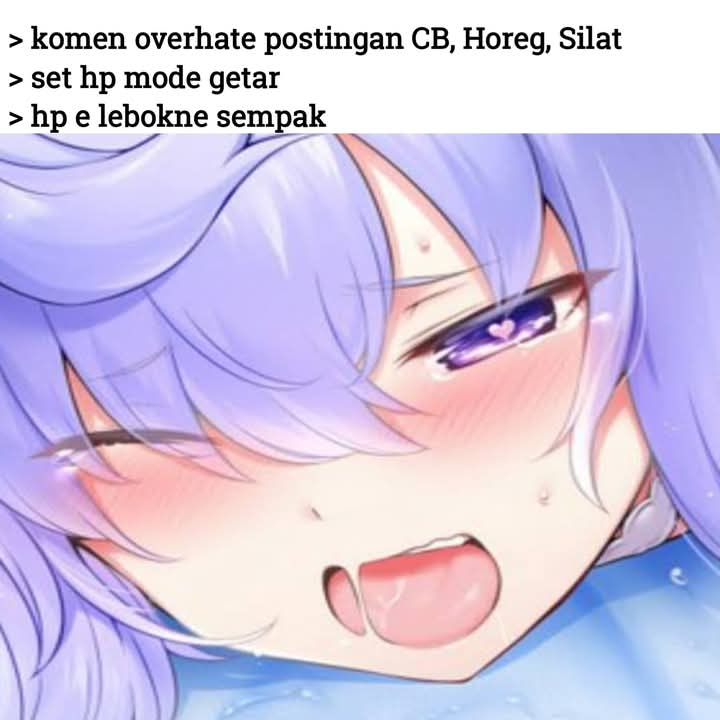 > komen overhate postingan CB, Horeg, Silat
> set hp mode getar
> hp e lebokne sempak